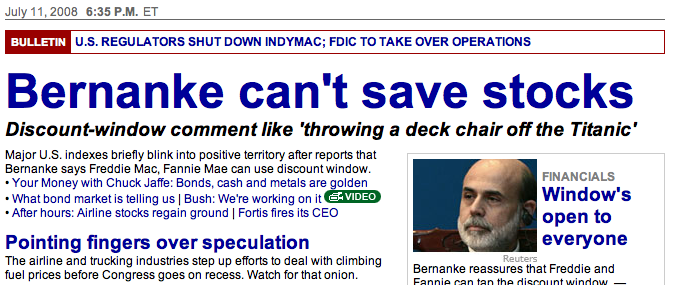 July 11, 2008 6:35 P.M. ET
BULLETIN U.S. REGULATORS SHUT DOWN INDYMAC; FDIC TO TAKE OVER OPERATIONS
Bernanke can't save stocks
Discount-window comment like 'throwing a deck chair off the Titanic'
Major U.S. indexes briefly blink into positive territory after reports that
Bernanke says Freddie Mac, Fannie Mae can use discount window.
• Your Money with Chuck Jaffe: Bonds, cash and metals are golden
• What bond market is telling us | Bush: We're working on it VIDEO
• After hours: Airline stocks regain ground | Fortis fires its CEO
Pointing fingers over speculation
The airline and trucking industries step up efforts to deal with climbing
fuel prices before Congress goes on recess. Watch for that onion.
FINANCIALS
Window's
open to
everyone
Reuters
Bernanke reassures that Freddie and
Fannie can tap the discount window, —